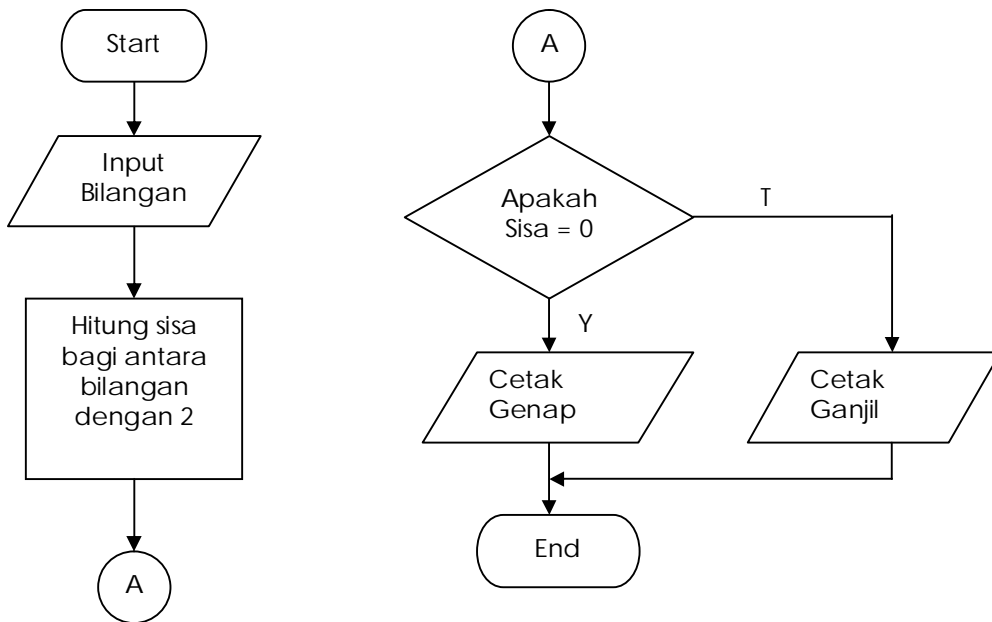 Start
Input
Bilangan
Hitung sisa
bagi antara
bilangan
dengan 2
A
A
Apakah
Sisa = 0
T
Y
Cetak
Genap
Cetak
Ganjil
End